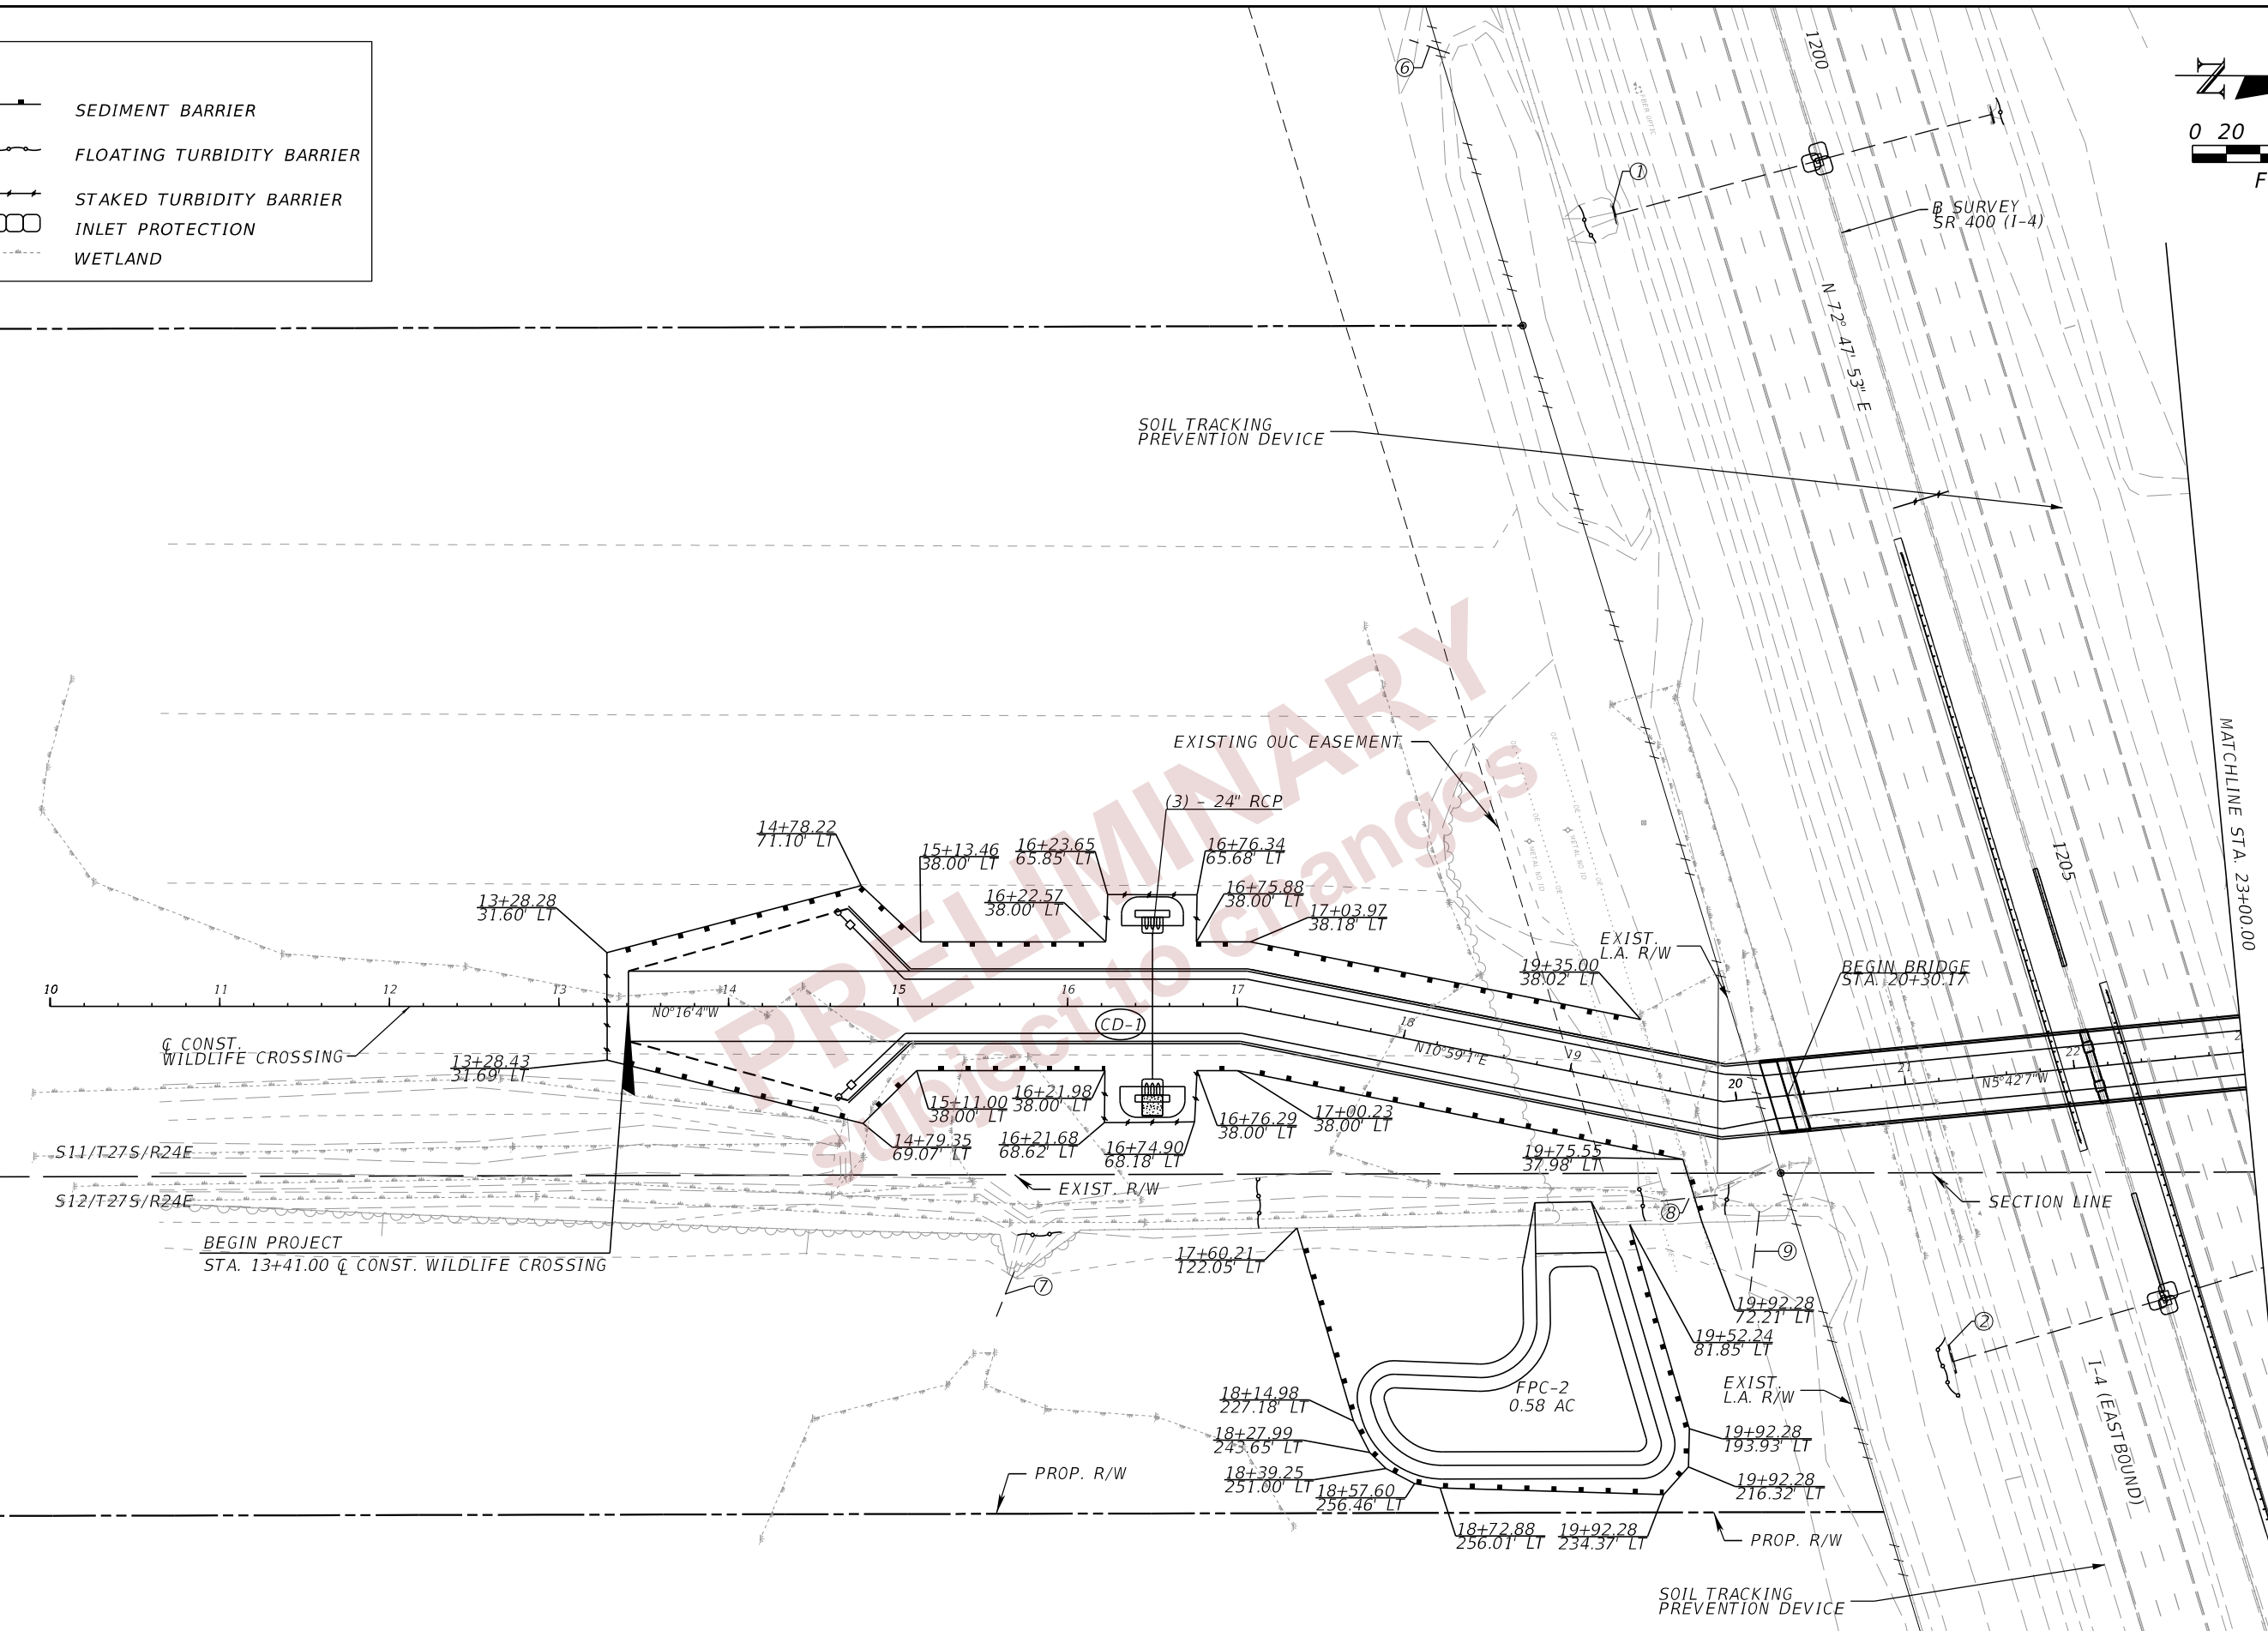 SEDIMENT BARRIER
FLOATING TURBIDITY BARRIER
STAKED TURBIDITY BARRIER
INLET PROTECTION
WETLAND
6
1
1200
N
0 20
F
B SURVEY
SR 400 (I-4)
N 72° 47' 53" E
SOIL TRACKING
PREVENTION DEVICE
MATCHLINE STA. 23+00.00
EXISTING OUC EASEMENT
(3) - 24" RCP
1205
14+78.22
71.10' LT
15+13.46
38.00' LT
16+23.65
65.85' LT
16+76.34
65.68' LT
16+22.57
38.00' LT
16+75.88
38.00' LT
17+03.97
38.18' LT
13+28.28
31.60' LT
19+35.00
38.02' LT
EXIST.
L.A. R/W
BEGIN BRIDGE
STA. 20+30.17
10
11
12
13
14
15
16
17
18
19
20
21
22
N0°16'4"W
CD-1
N10°59'1"E
N5°42'7"W
℄ CONST.
WILDLIFE CROSSING
13+28.43
31.69' LT
15+11.00
38.00' LT
16+21.98
38.00' LT
16+76.29
38.00' LT
17+00.23
38.00' LT
14+79.35
69.07' LT
16+21.68
68.62' LT
16+74.90
68.18' LT
19+75.55
37.98' LT
S11/T27S/R24E
S12/T27S/R24E
EXIST. R/W
SECTION LINE
BEGIN PROJECT
STA. 13+41.00 ℄ CONST. WILDLIFE CROSSING
7
8
9
2
17+60.21
122.05' LT
19+92.28
72.21' LT
19+52.24
81.85' LT
FPC-2
0.58 AC
18+14.98
227.18' LT
18+27.99
243.65' LT
18+39.25
251.00' LT
18+57.60
256.46' LT
EXIST.
L.A. R/W
19+92.28
193.93' LT
19+92.28
216.32' LT
PROP. R/W
18+72.88
256.01' LT
19+92.28
234.37' LT
PROP. R/W
I-4 (EASTBOUND)
SOIL TRACKING
PREVENTION DEVICE
PRELIMINARY
subject to changes